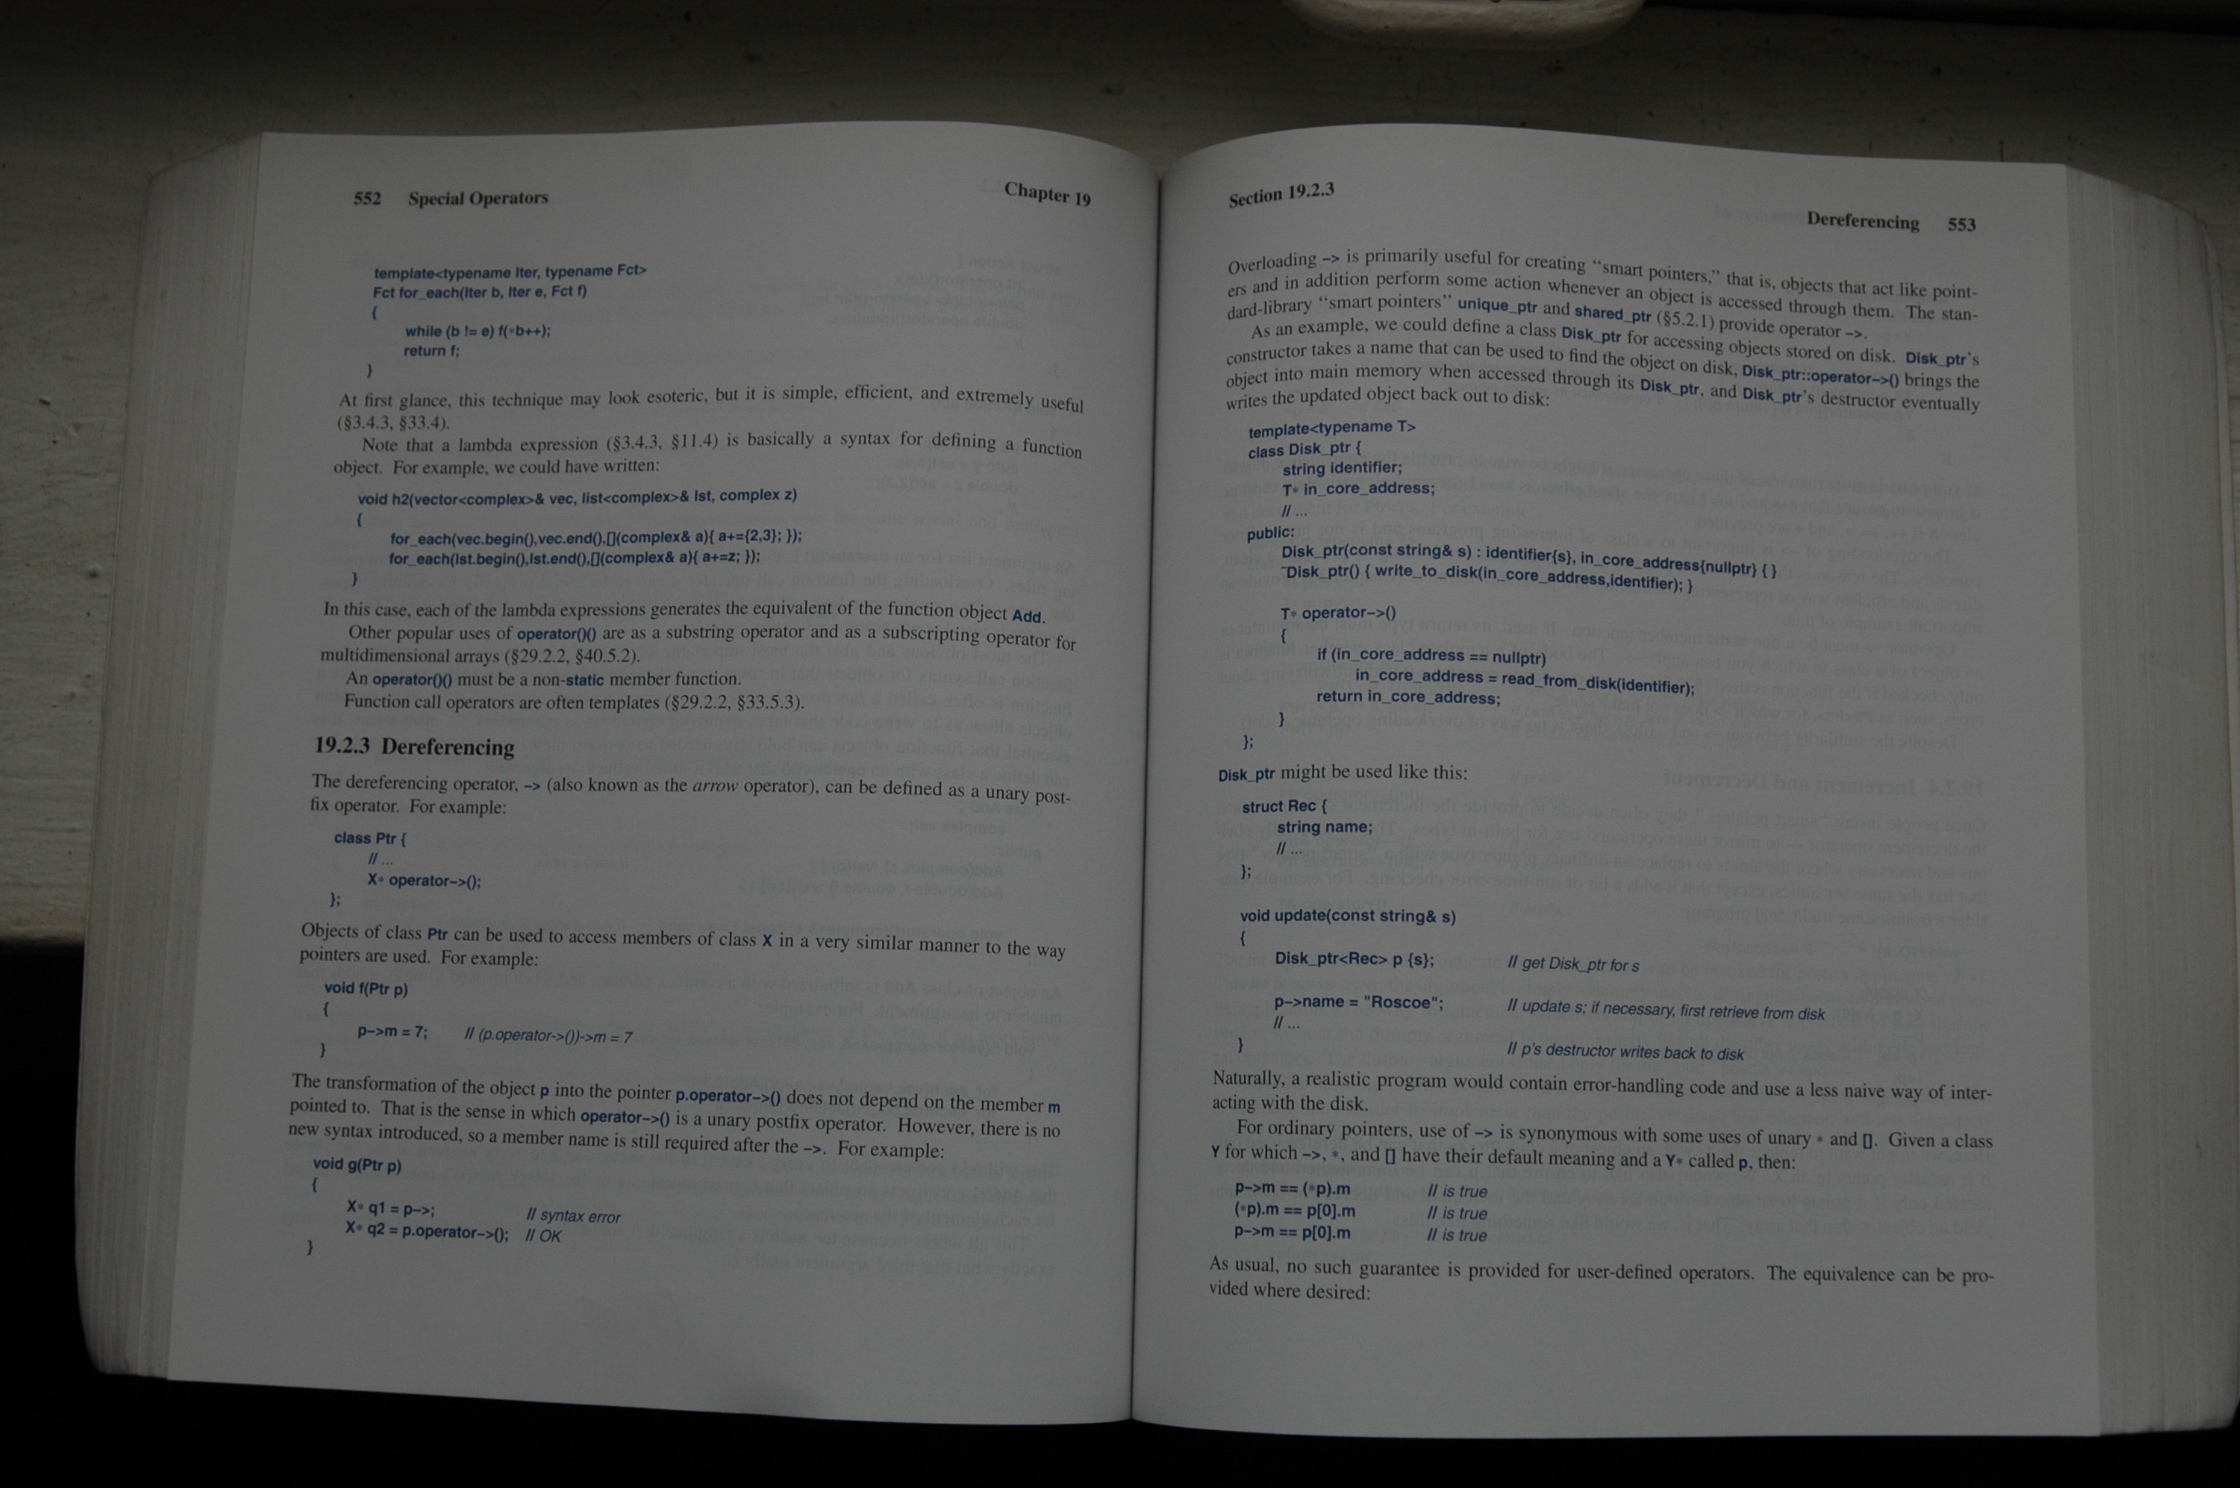 552 Special Operators Chapter 19
template<typename Iter, typename Fct>
Fct for_each(Iter b, Iter e, Fct f)
{
while (b != e) f(*b++);
return f;
}
At first glance, this technique may look esoteric, but it is simple, efficient, and extremely useful
(§3.4.3, §33.4).
Note that a lambda expression (§3.4.3, §11.4) is basically a syntax for defining a function
object. For example, we could have written:
void h2(vector<complex>& vec, list<complex>& lst, complex z)
{
for_each(vec.begin(),vec.end(),[](complex& a){ a+={2,3}; });
for_each(lst.begin(),lst.end(),[](complex& a){ a+=z; });
}
In this case, each of the lambda expressions generates the equivalent of the function object Add.
Other popular uses of operator()() are as a substring operator and as a subscripting operator for
multidimensional arrays (§29.2.2, §40.5.2).
An operator()() must be a non-static member function.
Function call operators are often templates (§29.2.2, §33.5.3).
19.2.3 Dereferencing
The dereferencing operator, -> (also known as the arrow operator), can be defined as a unary post-
fix operator. For example:
class Ptr {
// ...
X* operator->();
};
Objects of class Ptr can be used to access members of class X in a very similar manner to the way
pointers are used. For example:
void f(Ptr p)
{
p->m = 7; // (p.operator->())->m = 7
}
The transformation of the object p into the pointer p.operator->() does not depend on the member m
pointed to. That is the sense in which operator->() is a unary postfix operator. However, there is no
new syntax introduced, so a member name is still required after the ->. For example:
void g(Ptr p)
{
X* q1 = p->; // syntax error
X* q2 = p.operator->(); // OK
}
Section 19.2.3 Dereferencing 553
Overloading -> is primarily useful for creating “smart pointers,” that is, objects that act like point-
ers and in addition perform some action whenever an object is accessed through them. The stan-
dard-library “smart pointers” unique_ptr and shared_ptr (§5.2.1) provide operator ->.
As an example, we could define a class Disk_ptr for accessing objects stored on disk. Disk_ptr's
constructor takes a name that can be used to find the object on disk, Disk_ptr::operator->() brings the
object into main memory when accessed through its Disk_ptr, and Disk_ptr's destructor eventually
writes the updated object back out to disk:
template<typename T>
class Disk_ptr {
string identifier;
T* in_core_address;
// ...
public:
Disk_ptr(const string& s) : identifier{s}, in_core_address{nullptr} { }
~Disk_ptr() { write_to_disk(in_core_address,identifier); }
T* operator->()
{
if (in_core_address == nullptr)
in_core_address = read_from_disk(identifier);
return in_core_address;
}
};
Disk_ptr might be used like this:
struct Rec {
string name;
// ...
};
void update(const string& s)
{
Disk_ptr<Rec> p {s}; // get Disk_ptr for s
p->name = "Roscoe"; // update s; if necessary, first retrieve from disk
// ...
} // p's destructor writes back to disk
Naturally, a realistic program would contain error-handling code and use a less naive way of inter-
acting with the disk.
For ordinary pointers, use of -> is synonymous with some uses of unary * and []. Given a class
Y for which ->, *, and [] have their default meaning and a Y* called p, then:
p->m == (*p).m // is true
(*p).m == p[0].m // is true
p->m == p[0].m // is true
As usual, no such guarantee is provided for user-defined operators. The equivalence can be pro-
vided where desired: